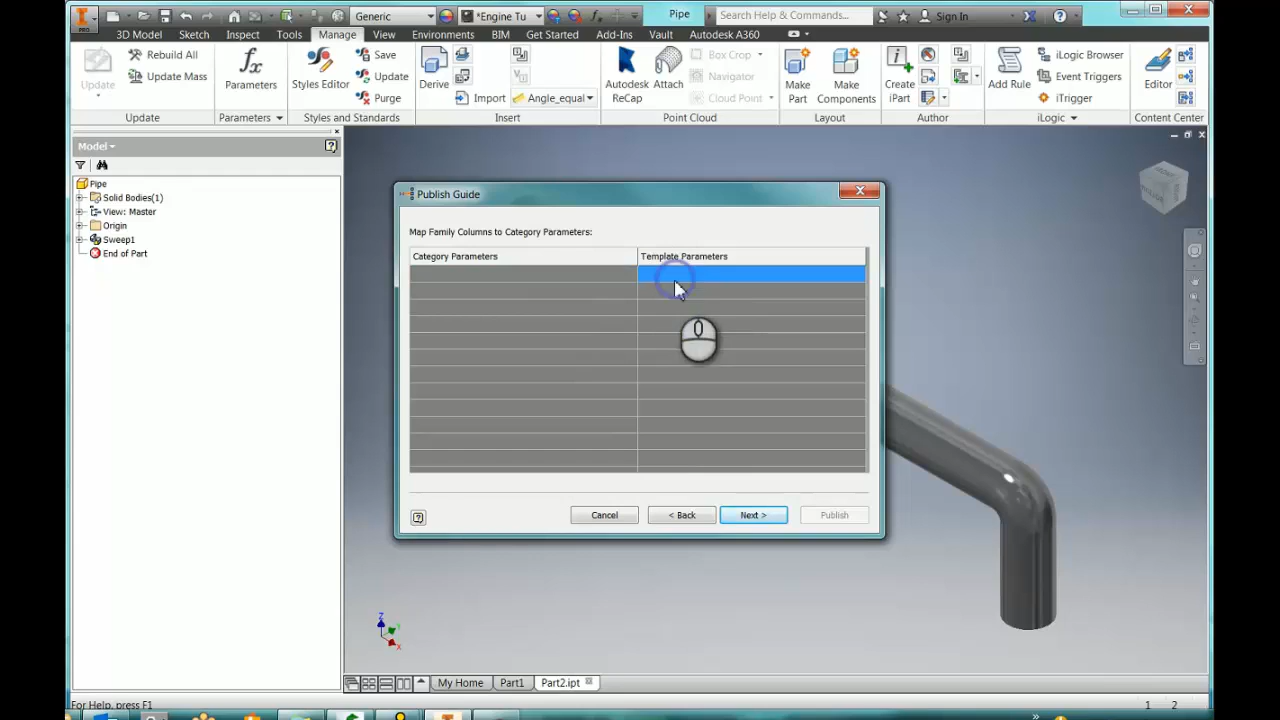 PRO
Generic
*Engine Tu
Pipe
Search Help & Commands...
Sign In
3D Model
Sketch
Inspect
Tools
Manage
View
Environments
BIM
Get Started
Add-Ins
Vault
Autodesk A360
Update
Rebuild All
Update Mass
Update
fx
Parameters
Parameters
Styles Editor
Save
Update
Purge
Styles and Standards
Derive
Import
Angle_equal
Insert
Autodesk
ReCap
Attach
Box Crop
Navigator
Cloud Point
Point Cloud
Make
Part
Make
Components
Layout
Create
iPart
Author
Add Rule
iLogic Browser
Event Triggers
iTrigger
iLogic
Editor
Content Center
Model
Pipe
Solid Bodies(1)
View: Master
Origin
Sweep1
End of Part
Publish Guide
Map Family Columns to Category Parameters:
Category Parameters
Template Parameters
Cancel
< Back
Next >
Publish
Z
Y
X
My Home
Part1
Part2.ipt
For Help, press F1
1
2